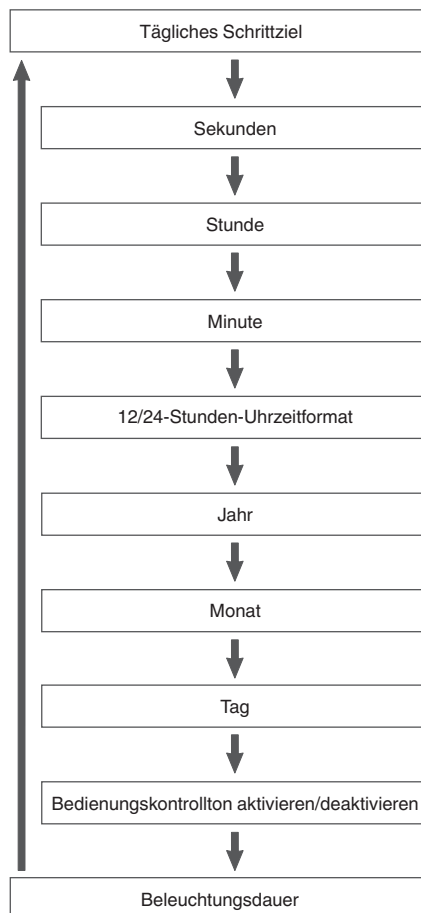 Tägliches Schrittziel
Sekunden
Stunde
Minute
12/24-Stunden-Uhrzeitformat
Jahr
Monat
Tag
Bedienungskontrollton aktivieren/deaktivieren
Beleuchtungsdauer